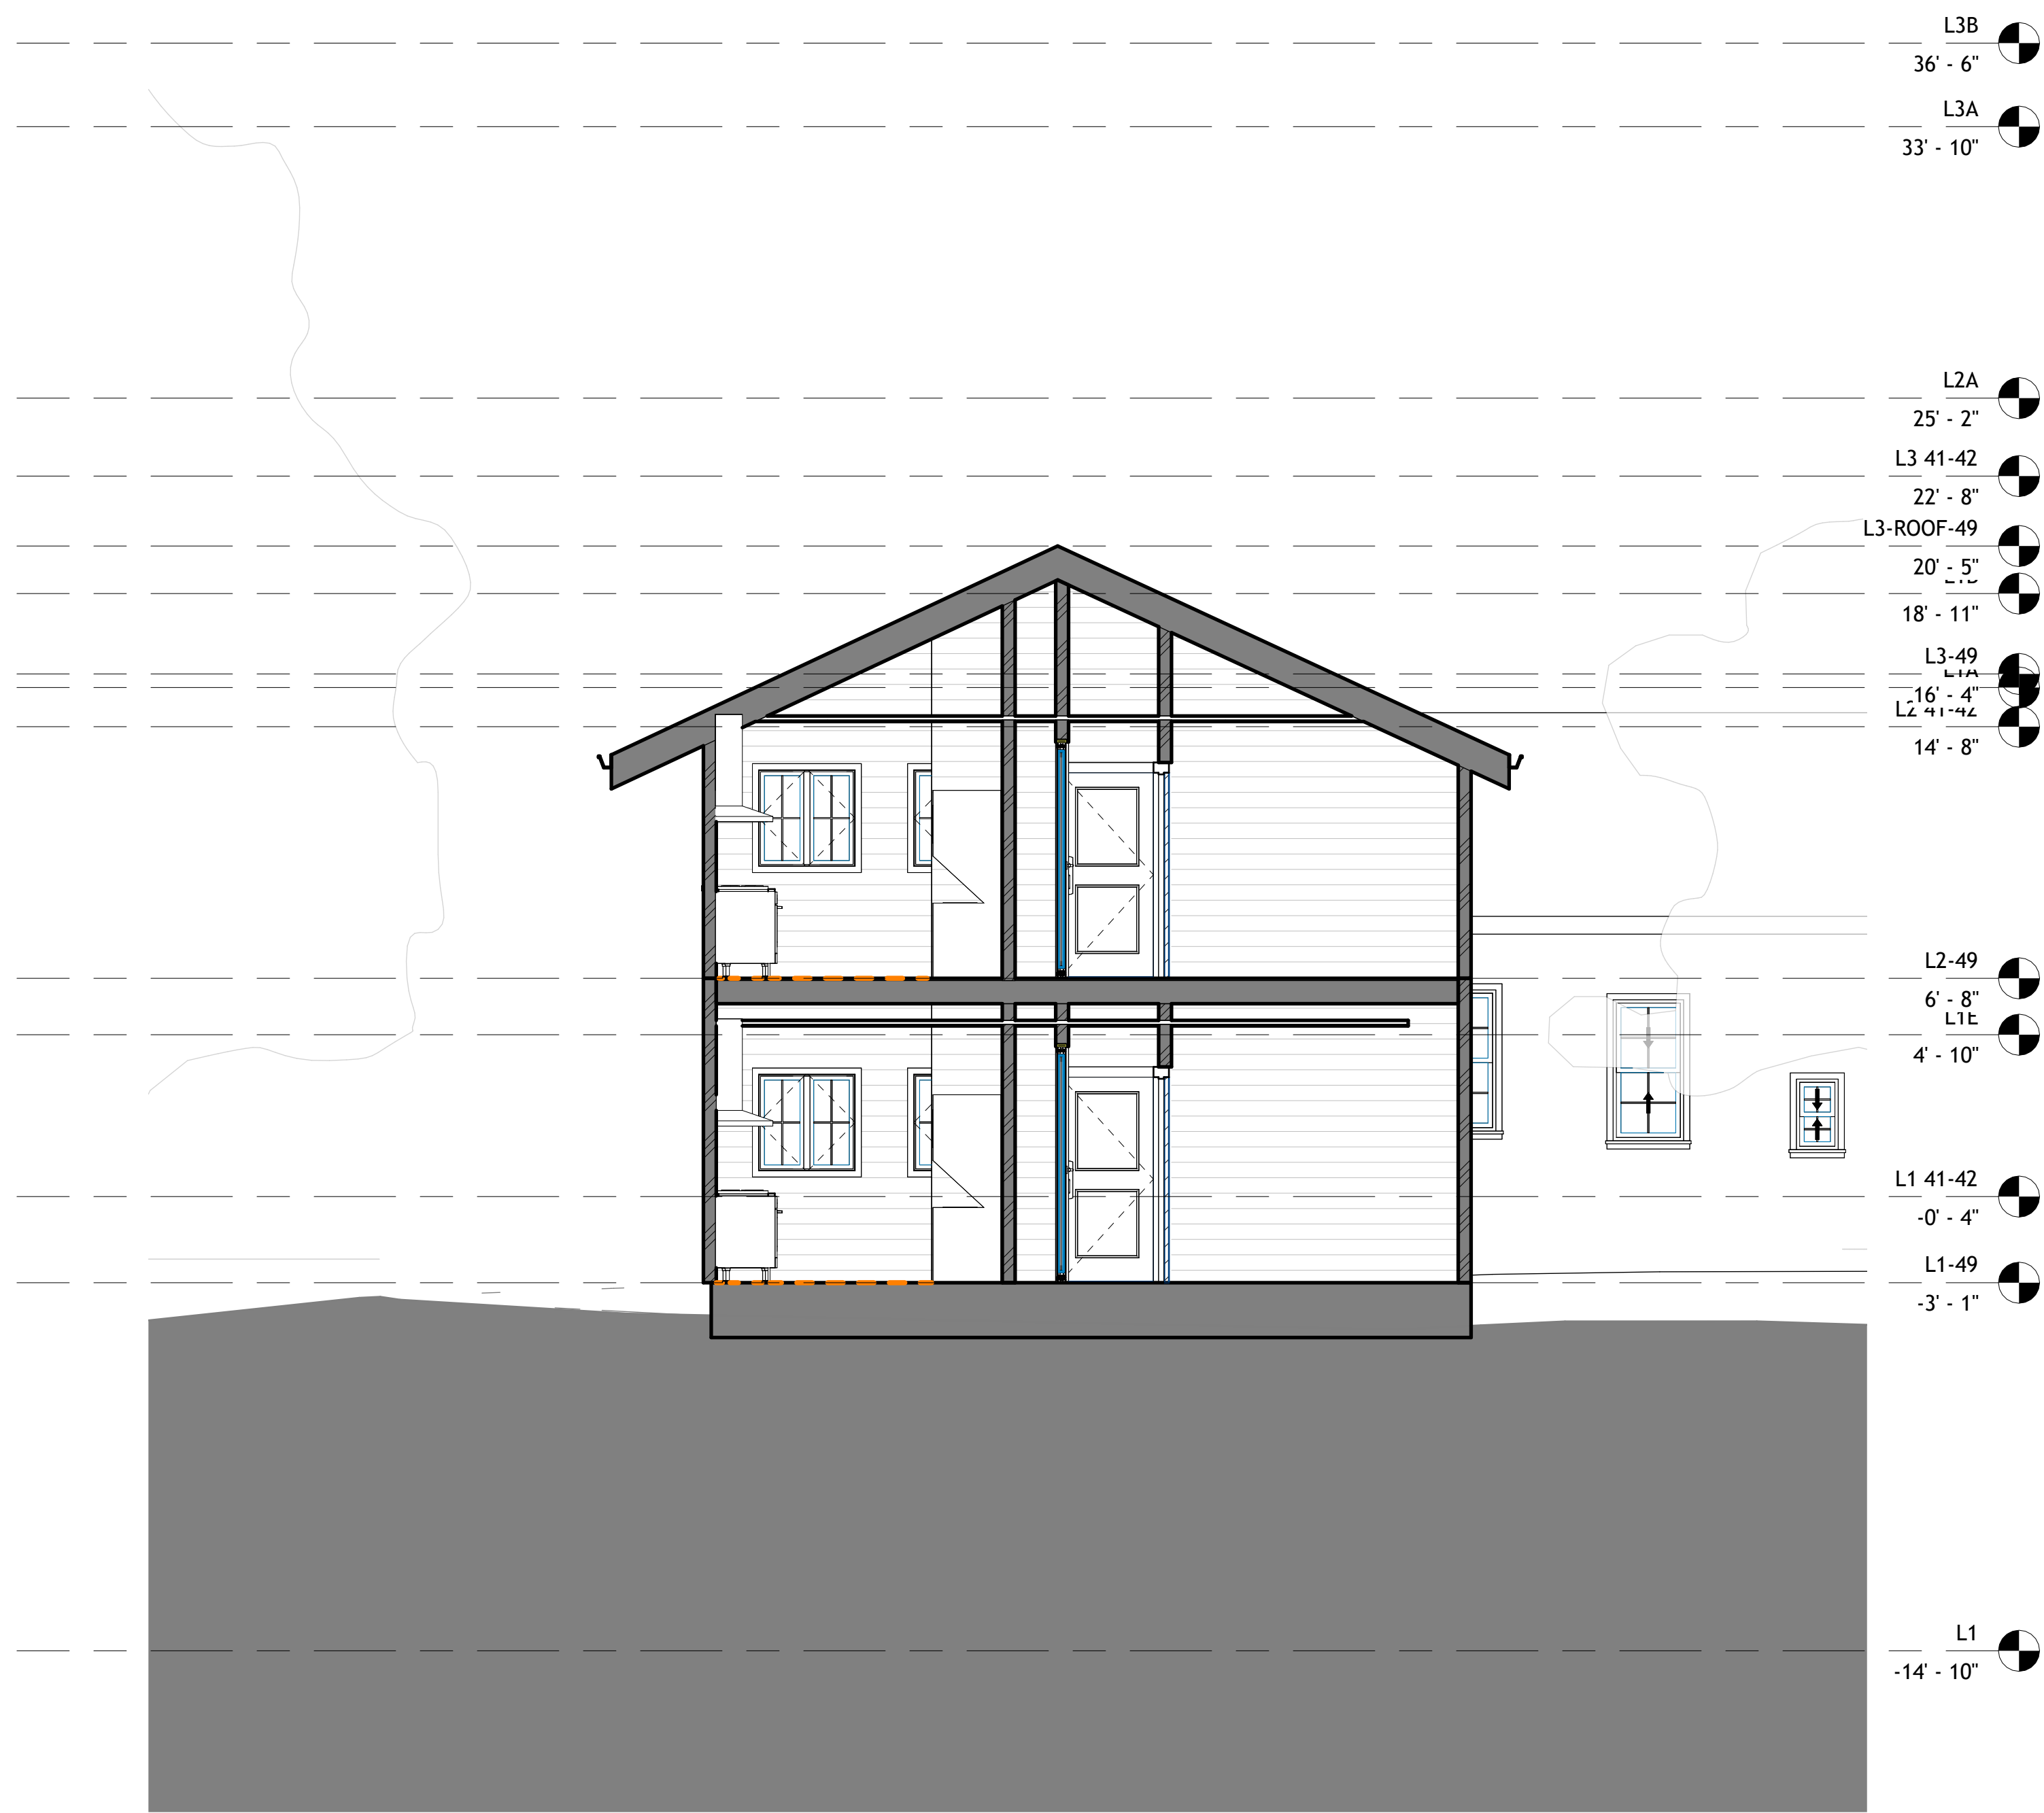 L3B
36' - 6"
L3A
33' - 10"
L2A
25' - 2"
L3 41-42
22' - 8"
L3-ROOF-49
20' - 5"
18' - 11"
L3-49
L1A
16' - 4"
L2 41-42
14' - 8"
L2-49
6' - 8"
L1E
4' - 10"
L1 41-42
-0' - 4"
L1-49
-3' - 1"
L1
-14' - 10"